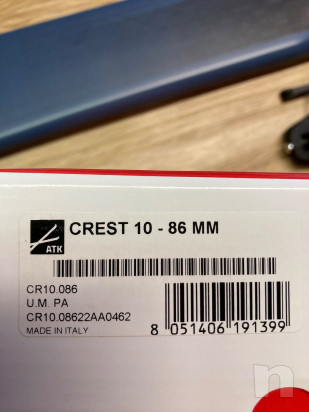 ATK CREST 10 - 86 MM
CR10.086
U.M. PA
CR10.08622AA0462
MADE IN ITALY
8 051406 191399
n